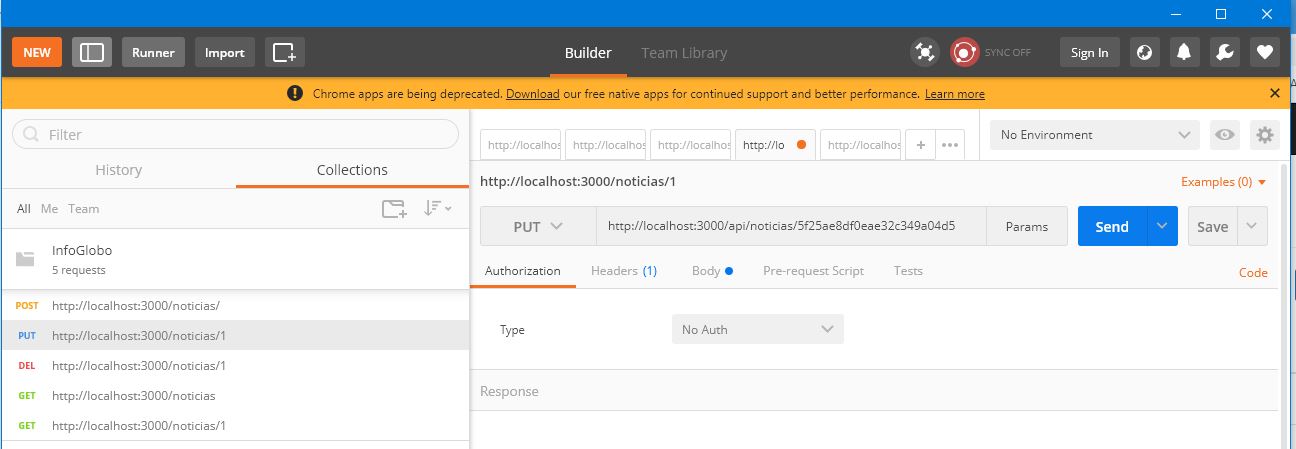 NEW Runner Import Builder Team Library SYNC OFF Sign In
! Chrome apps are being deprecated. Download our free native apps for continued support and better performance. Learn more
Filter
History Collections
All Me Team
InfoGlobo
5 requests
POST http://localhost:3000/noticias/
PUT http://localhost:3000/noticias/1
DEL http://localhost:3000/noticias/1
GET http://localhost:3000/noticias
GET http://localhost:3000/noticias/1
http://localhos http://localhos http://localhos http://lo http://localhos + ••• No Environment
http://localhost:3000/noticias/1 Examples (0)
PUT http://localhost:3000/api/noticias/5f25ae8df0eae32c349a04d5 Params Send Save
Authorization Headers (1) Body Pre-request Script Tests Code
Type No Auth
Response